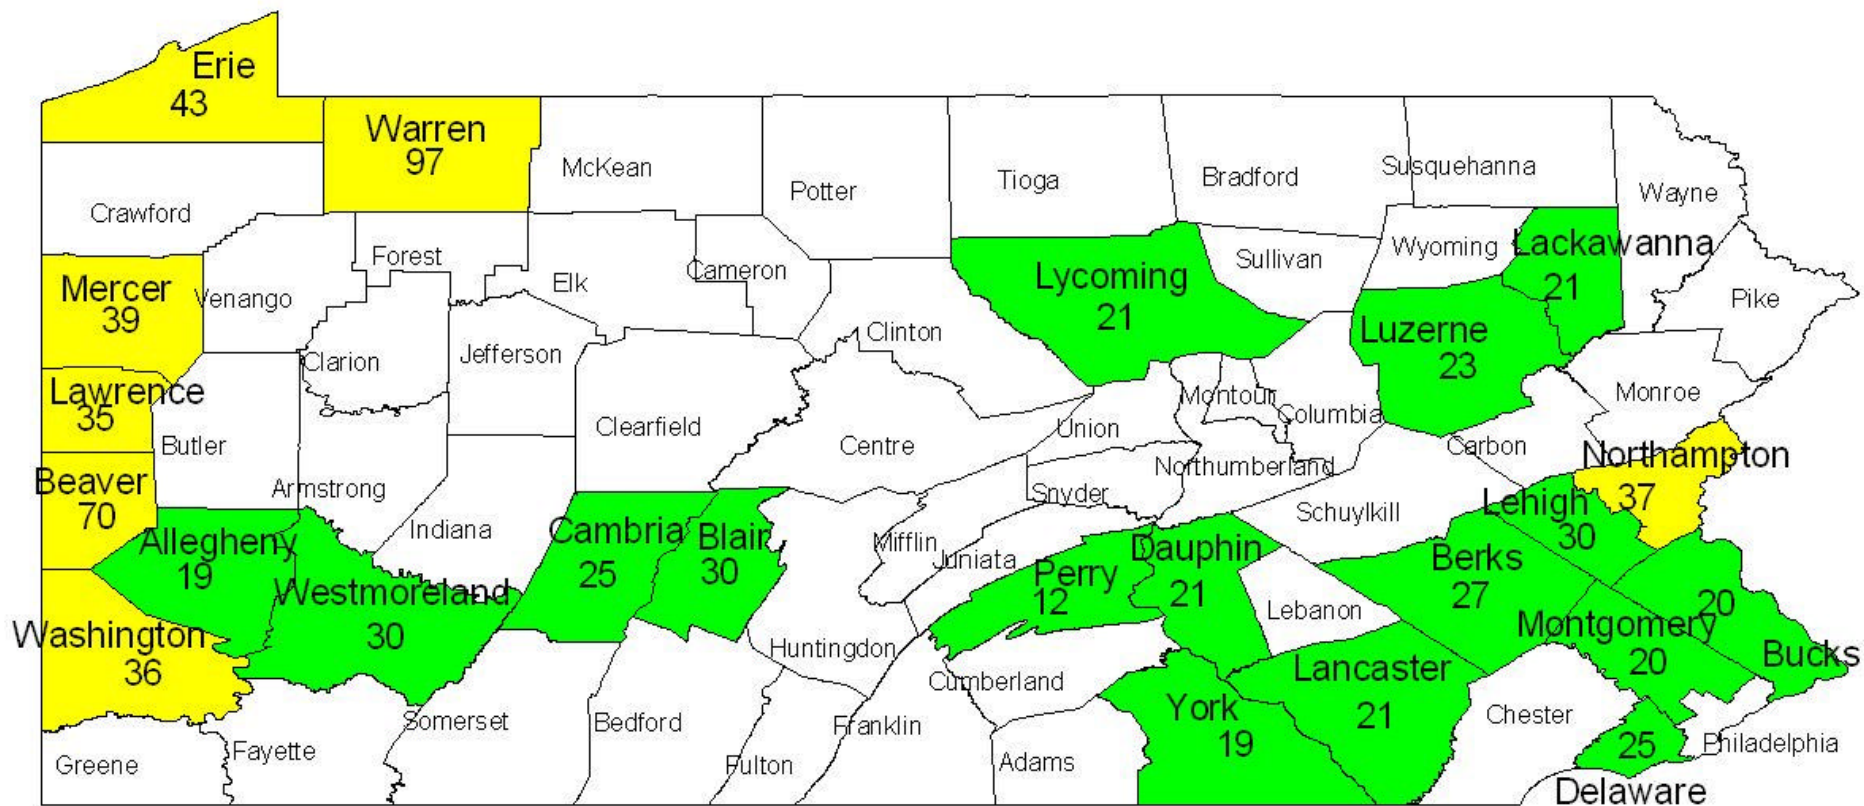 Erie
43
Warren
97
McKean
Potter
Tioga
Bradford
Susquehanna
Wayne
Crawford
Forest
Elk
Cameron
Lycoming
21
Sullivan
Wyoming
Lackawanna
21
Pike
Mercer
39
Venango
Clarion
Jefferson
Clinton
Luzerne
23
Monroe
Lawrence
35
Butler
Clearfield
Centre
Union
Montour
Columbia
Carbon
Northampton
37
Beaver
70
Armstrong
Indiana
Northumberland
Snyder
Schuylkill
Lehigh
30
Allegheny
19
Westmoreland
30
Cambria
25
Blair
30
Mifflin
Juniata
Perry
12
Dauphin
21
Lebanon
Berks
27
Montgomery
20
20
Bucks
Washington
36
Huntingdon
Cumberland
Lancaster
21
York
19
Chester
Greene
Fayette
Somerset
Bedford
Fulton
Franklin
Adams
25
Philadelphia
Delaware